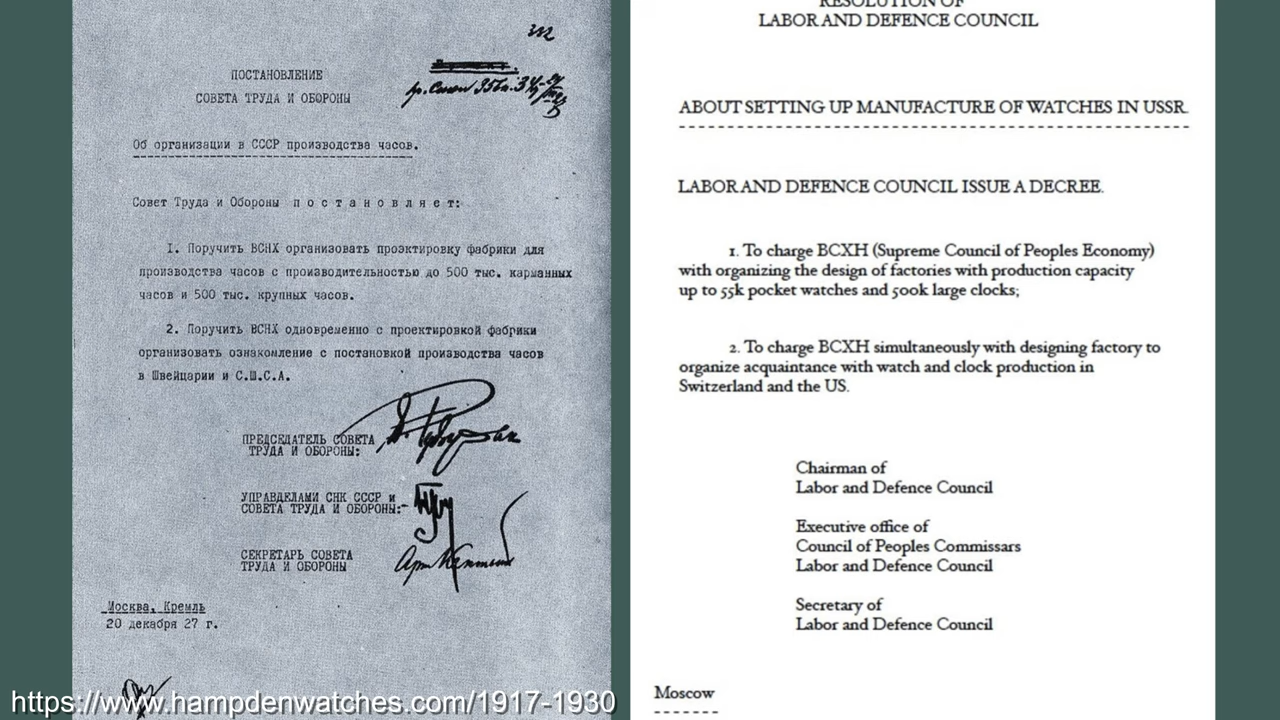 ПОСТАНОВЛЕНИЕ
СОВЕТА ТРУДА И ОБОРОНЫ
Об организации в СССР производства часов.
Совет Труда и Обороны п о с т а н о в л я е т:
1. Поручить ВСНХ организовать проэктировку фабрики для
производства часов с производительностью до 500 тыс. карманных
часов и 500 тыс. крупных часов.
2. Поручить ВСНХ одновременно с проектировкой фабрики
организовать ознакомление с постановкой производства часов
в Швейцарии и С.Ш.С.А.
ПРЕДСЕДАТЕЛЬ СОВЕТА
ТРУДА И ОБОРОНЫ:
УПРАВДЕЛАМИ СНК СССР и
СОВЕТА ТРУДА И ОБОРОНЫ:-
СЕКРЕТАРЬ СОВЕТА
ТРУДА И ОБОРОНЫ
Москва, Кремль
20 декабря 27 г.
RESOLUTION OF
LABOR AND DEFENCE COUNCIL
ABOUT SETTING UP MANUFACTURE OF WATCHES IN USSR.
LABOR AND DEFENCE COUNCIL ISSUE A DECREE.
1. To charge BCXH (Supreme Council of Peoples Economy)
with organizing the design of factories with production capacity
up to 55k pocket watches and 500k large clocks;
2. To charge BCXH simultaneously with designing factory to
organize acquaintance with watch and clock production in
Switzerland and the US.
Chairman of
Labor and Defence Council
Executive office of
Council of Peoples Commissars
Labor and Defence Council
Secretary of
Labor and Defence Council
Moscow
https://www.hampdenwatches.com/1917-1930